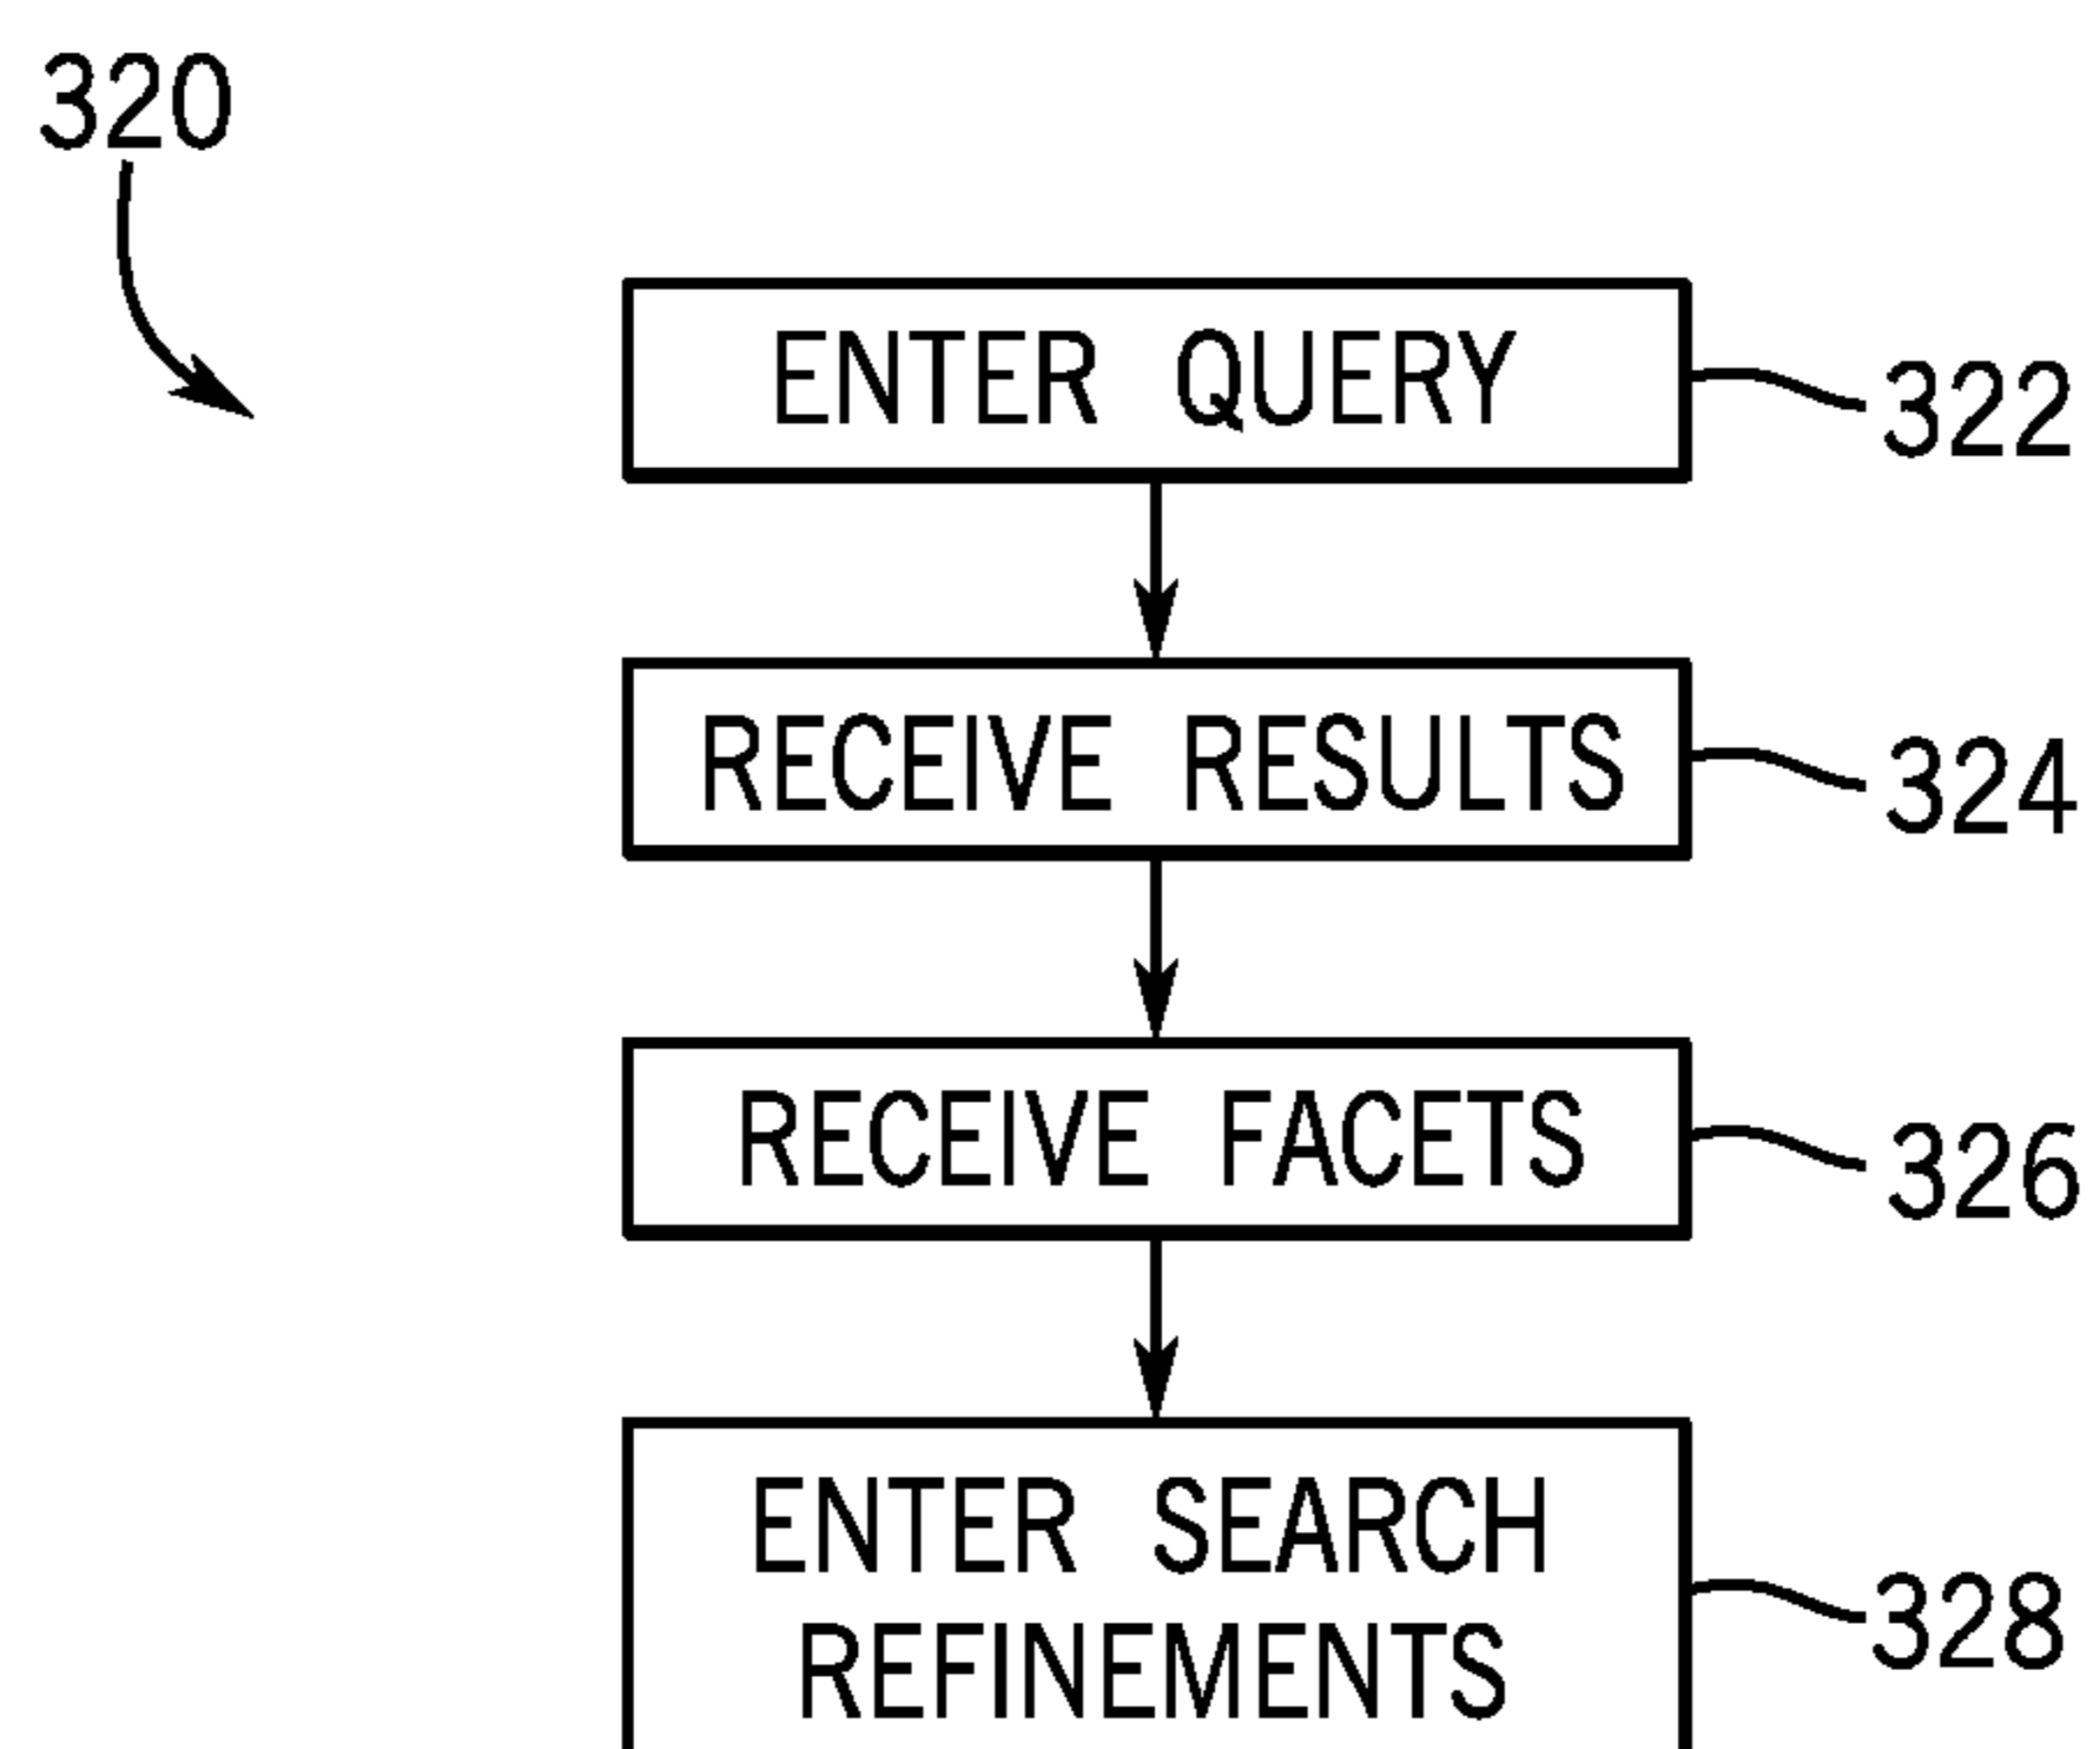 320
ENTER QUERY
322
RECEIVE RESULTS
324
RECEIVE FACETS
326
ENTER SEARCH
REFINEMENTS
328